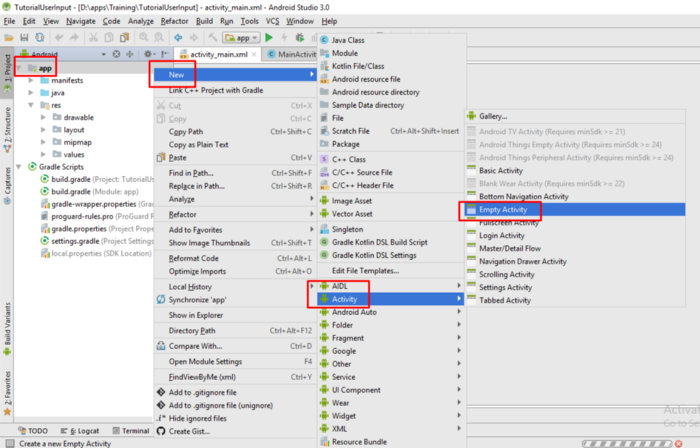 TutorialUserInput - [D:\apps\Training\TutorialUserInput] - [app] - activity_main.xml - Android Studio 3.0
File Edit View Navigate Code Analyze Refactor Build Run Tools VCS Window Help
app
Android
activity_main.xml
MainActivity
1: Project
7: Structure
Captures
Build Variants
2: Favorites
app
manifests
java
res
drawable
layout
mipmap
values
Gradle Scripts
build.gradle (Project: TutorialUserInput)
build.gradle (Module: app)
gradle-wrapper.properties
proguard-rules.pro (ProGuard R
gradle.properties (Project Prop
settings.gradle (Project Settings
local.properties (SDK Location)
New
Link C++ Project with Gradle
Cut Ctrl+X
Copy Ctrl+C
Copy Path Ctrl+Shift+C
Copy as Plain Text
Paste Ctrl+V
Find in Path... Ctrl+Shift+F
Replace in Path... Ctrl+Shift+R
Analyze
Refactor
Add to Favorites
Show Image Thumbnails Ctrl+Shift+T
Reformat Code Ctrl+Alt+L
Optimize Imports Ctrl+Alt+O
Local History
Synchronize 'app'
Show in Explorer
Directory Path Ctrl+Alt+F12
Compare With... Ctrl+D
Open Module Settings F4
FindViewByMe (xml) Ctrl+
Add to .gitignore file
Add to .gitignore file (unignore)
Hide ignored files
Create Gist...
Java Class
Module
Kotlin File/Class
Android resource file
Android resource directory
Sample Data directory
File
Scratch File Ctrl+Alt+Shift+Insert
Package
C++ Class
C/C++ Source File
C/C++ Header File
Image Asset
Vector Asset
Singleton
Gradle Kotlin DSL Build Script
Gradle Kotlin DSL Settings
Edit File Templates...
AIDL
Activity
Android Auto
Folder
Fragment
Google
Other
Service
UI Component
Wear
Widget
XML
Resource Bundle
Gallery...
Android TV Activity (Requires minSdk >= 21)
Android Things Empty Activity (Requires minSdk >= 24)
Android Things Peripheral Activity (Requires minSdk >= 24)
Basic Activity
Blank Wear Activity (Requires minSdk >= 22)
Bottom Navigation Activity
Empty Activity
Fullscreen Activity
Login Activity
Master/Detail Flow
Navigation Drawer Activity
Scrolling Activity
Settings Activity
Tabbed Activity
Activat
Go to Se
TODO 6: Logcat Terminal
Create a new Empty Activity